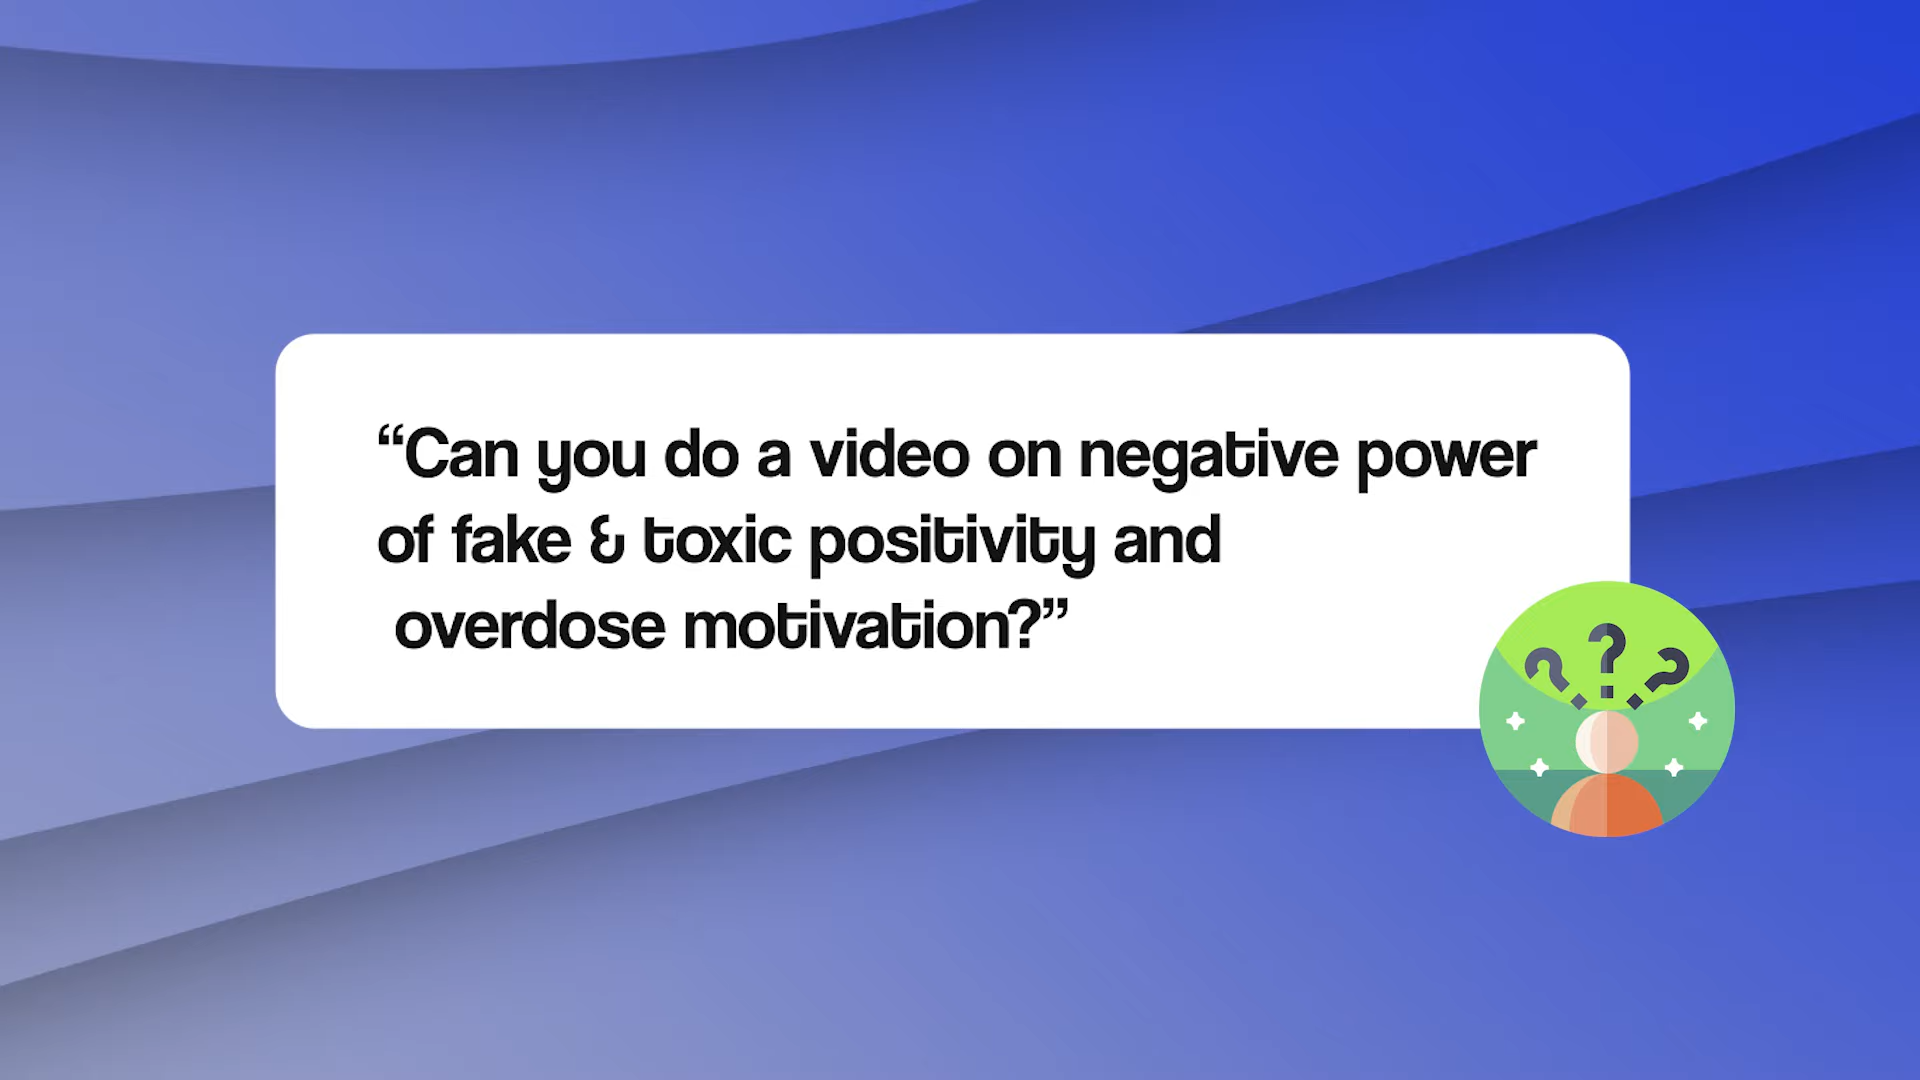 “Can you do a video on negative power
of fake & toxic positivity and
overdose motivation?”